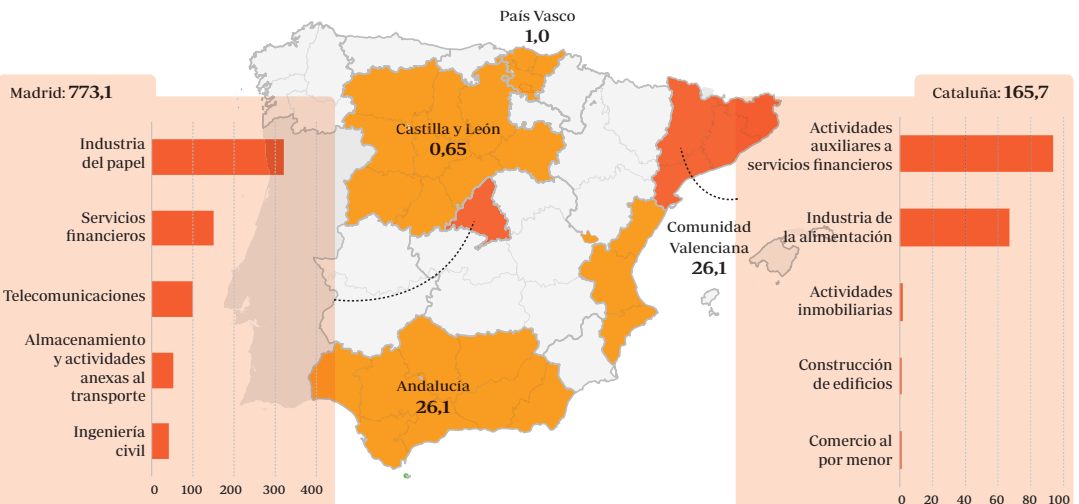 País Vasco
1,0
Madrid: 773,1
Industria
del papel
Servicios
financieros
Telecomunicaciones
Almacenamiento
y actividades
anexas al
transporte
Ingeniería
civil
0 100 200 300 400
Castilla y León
0,65
Comunidad
Valenciana
26,1
Andalucía
26,1
Cataluña: 165,7
Actividades
auxiliares a
servicios financieros
Industria de
la alimentación
Actividades
inmobiliarias
Construcción
de edificios
Comercio al
por menor
0 20 40 60 80 100